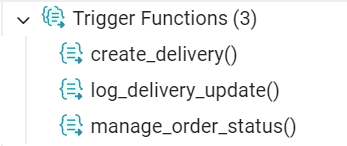 Trigger Functions (3)
create_delivery()
log_delivery_update()
manage_order_status()